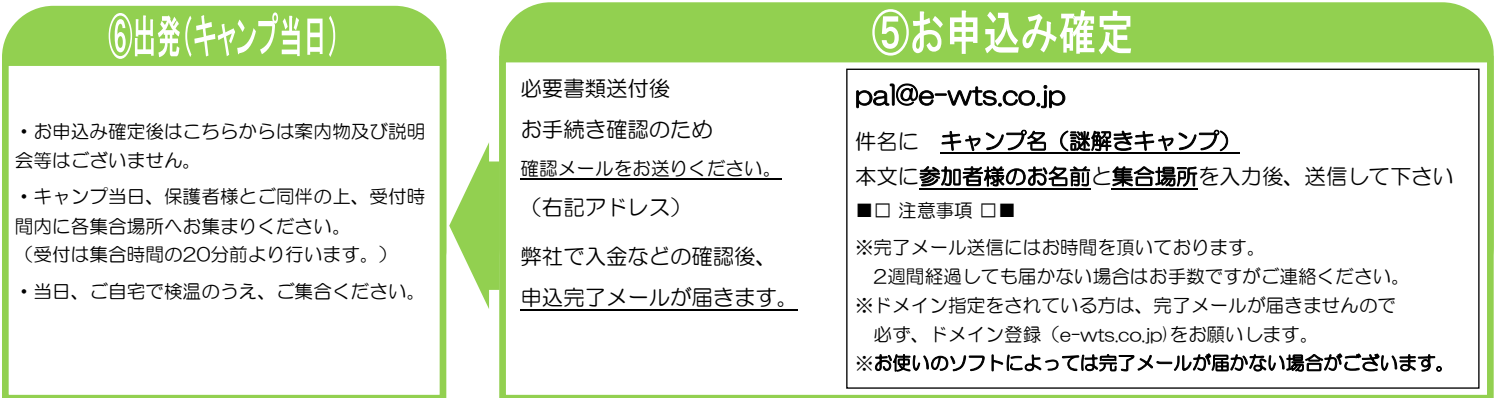 ⑥出発(キャンプ当日)
・お申込み確定後はこちらからは案内物及び説明
会等はございません。
・キャンプ当日、保護者様とご同伴の上、受付時
間内に各集合場所へお集まりください。
（受付は集合時間の20分前より行います。）
・当日、ご自宅で検温のうえ、ご集合ください。
⑤お申込み確定
必要書類送付後
お手続き確認のため
確認メールをお送りください。
（右記アドレス）
弊社で入金などの確認後、
申込完了メールが届きます。
pal@e-wts.co.jp
件名に　キャンプ名（謎解きキャンプ）
本文に参加者様のお名前と集合場所を入力後、送信して下さい
■□ 注意事項 □■
※完了メール送信にはお時間を頂いております。
2週間経過しても届かない場合はお手数ですがご連絡ください。
※ドメイン指定をされている方は、完了メールが届きませんので
必ず、ドメイン登録（e-wts.co.jp)をお願いします。
※お使いのソフトによっては完了メールが届かない場合がございます。